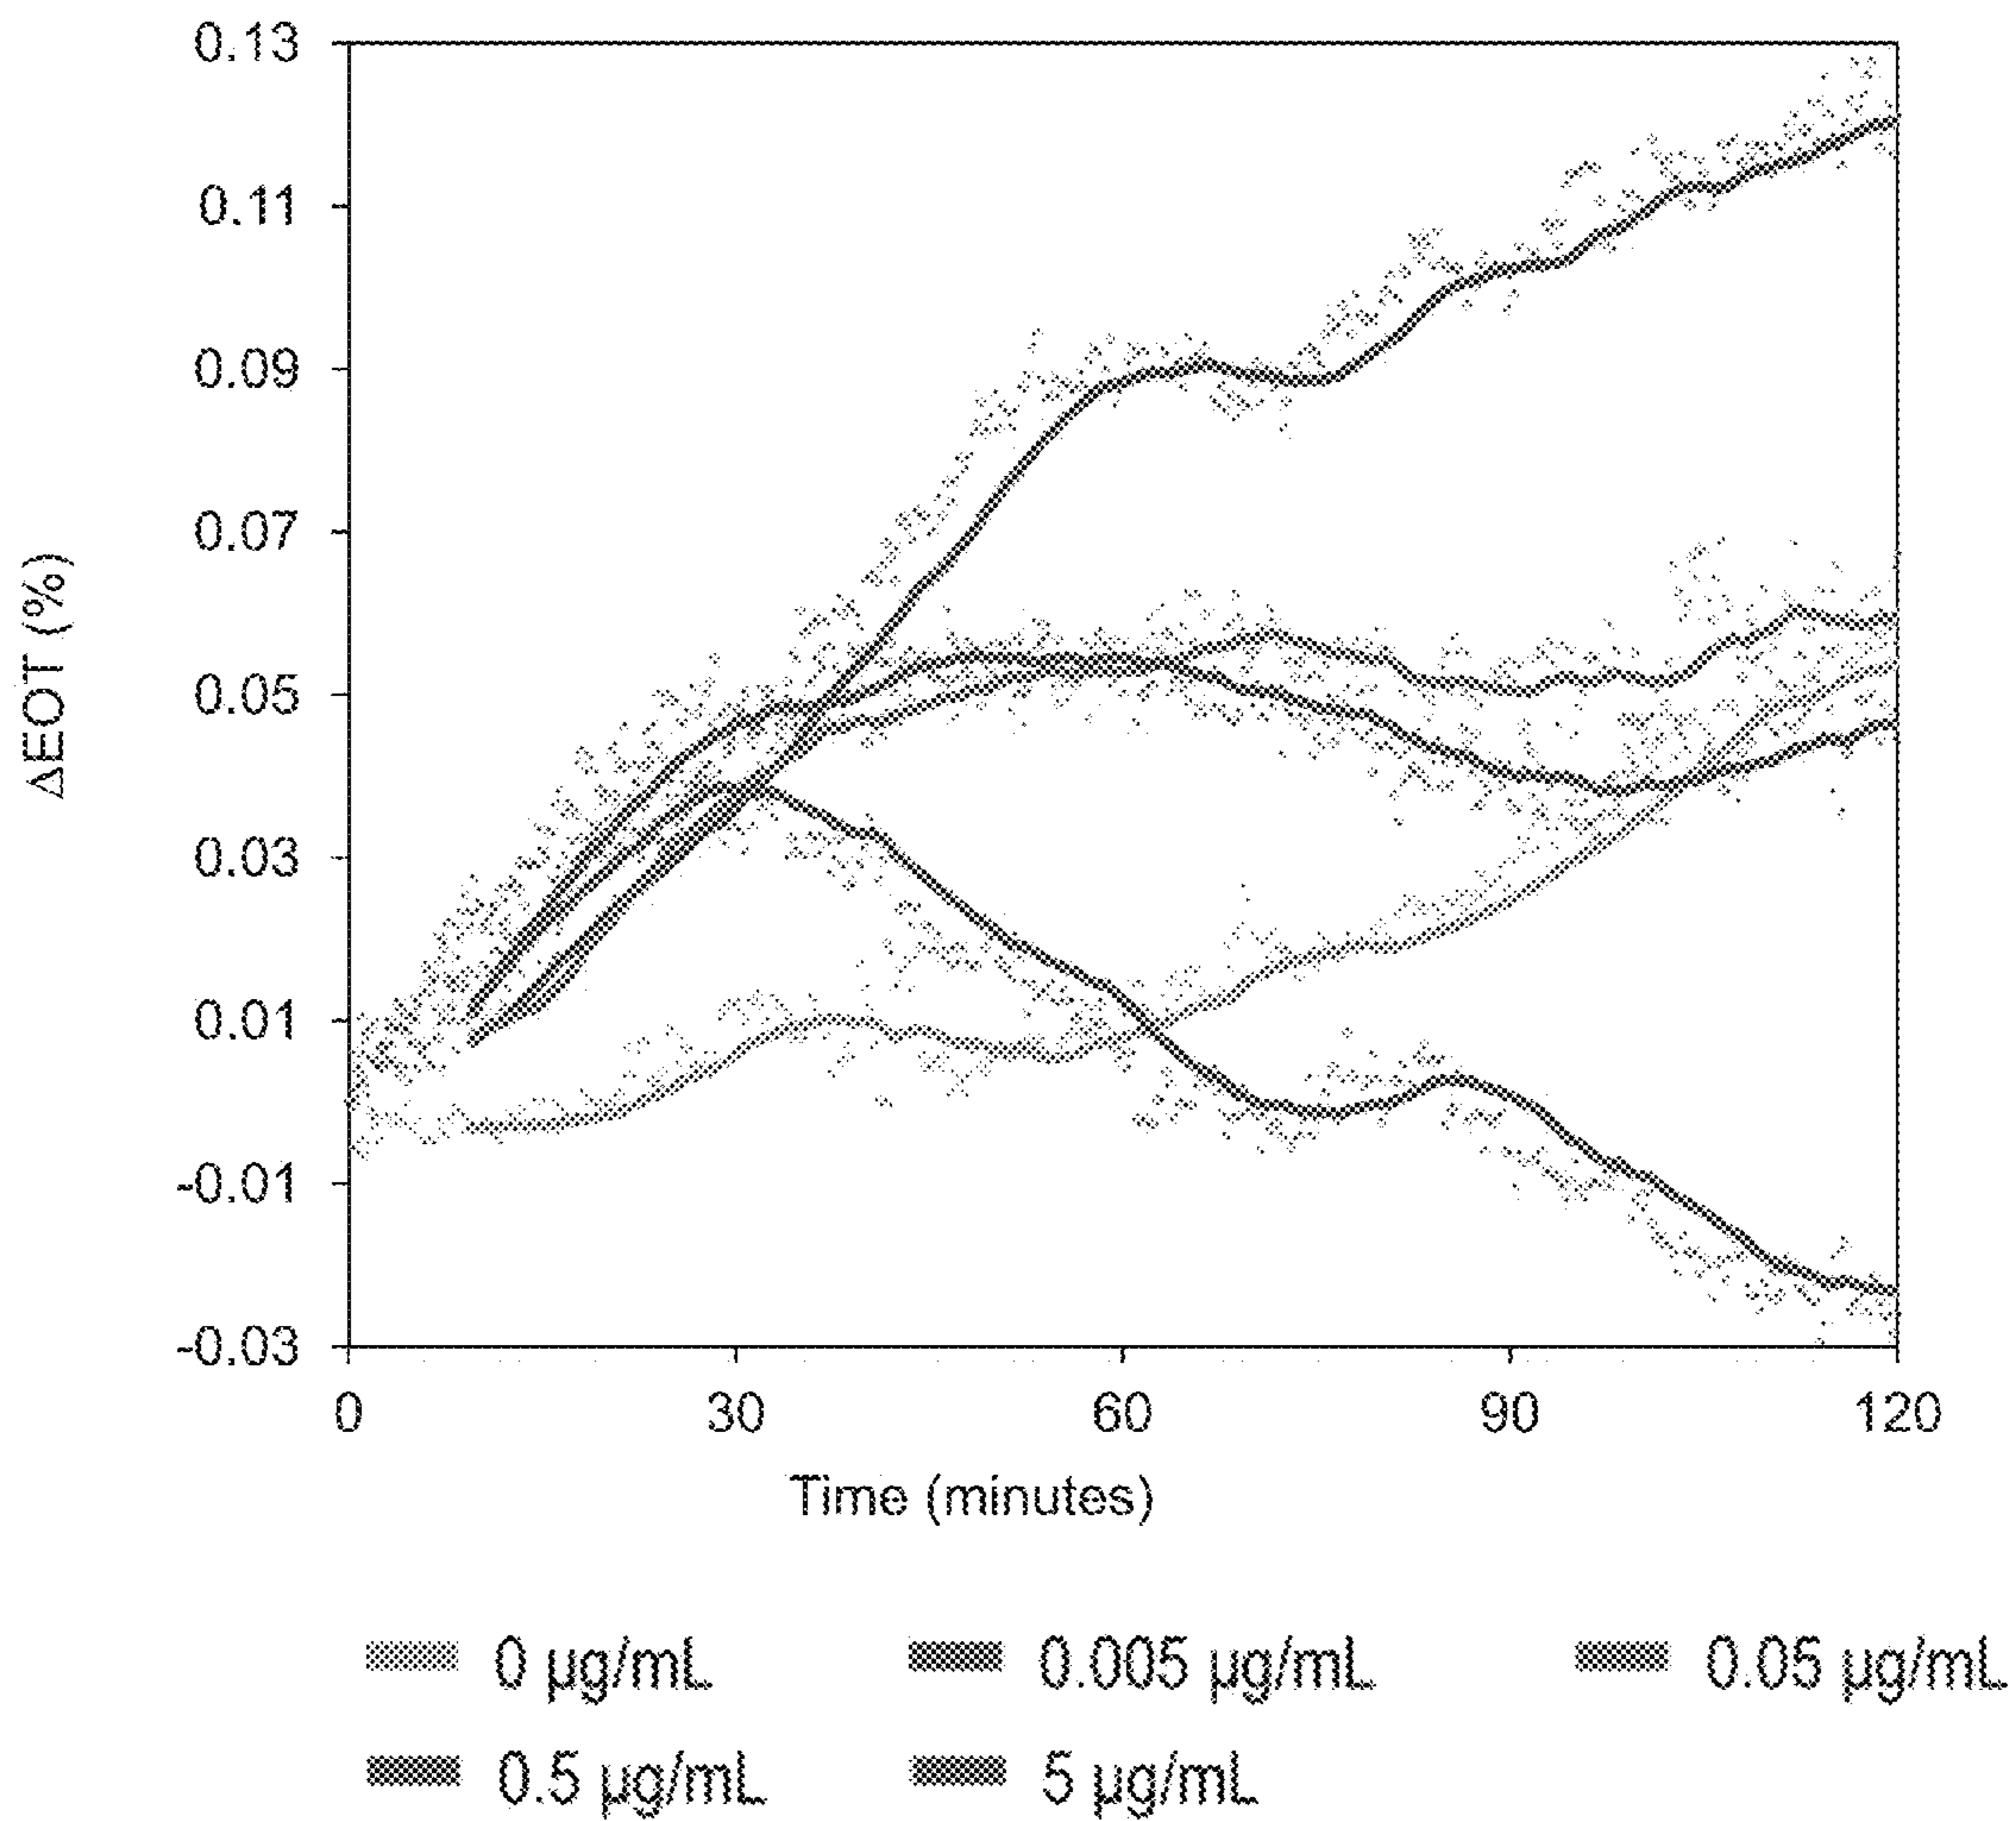 ΔEOT (%)
0.13
0.11
0.09
0.07
0.05
0.03
0.01
-0.01
-0.03
0 30 60 90 120
Time (minutes)
0 µg/mL 0.005 µg/mL 0.05 µg/mL
0.5 µg/mL 5 µg/mL